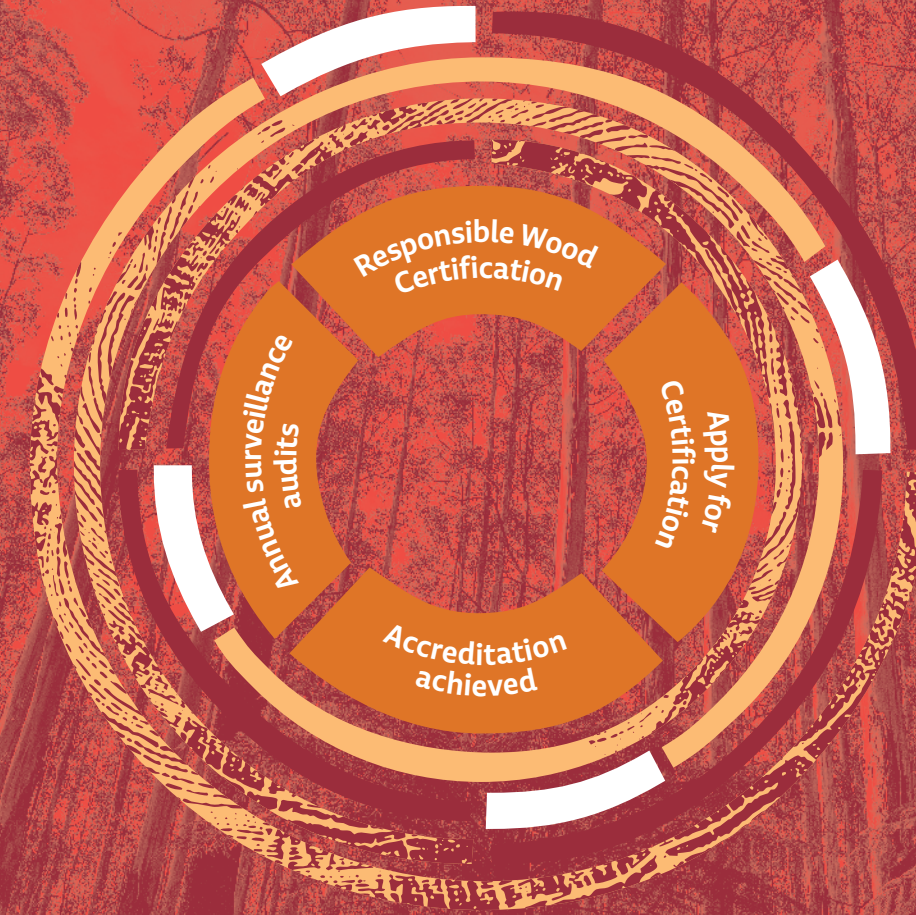 Responsible Wood
Certification
Apply for
Certification
Accreditation
achieved
Annual surveillance
audits